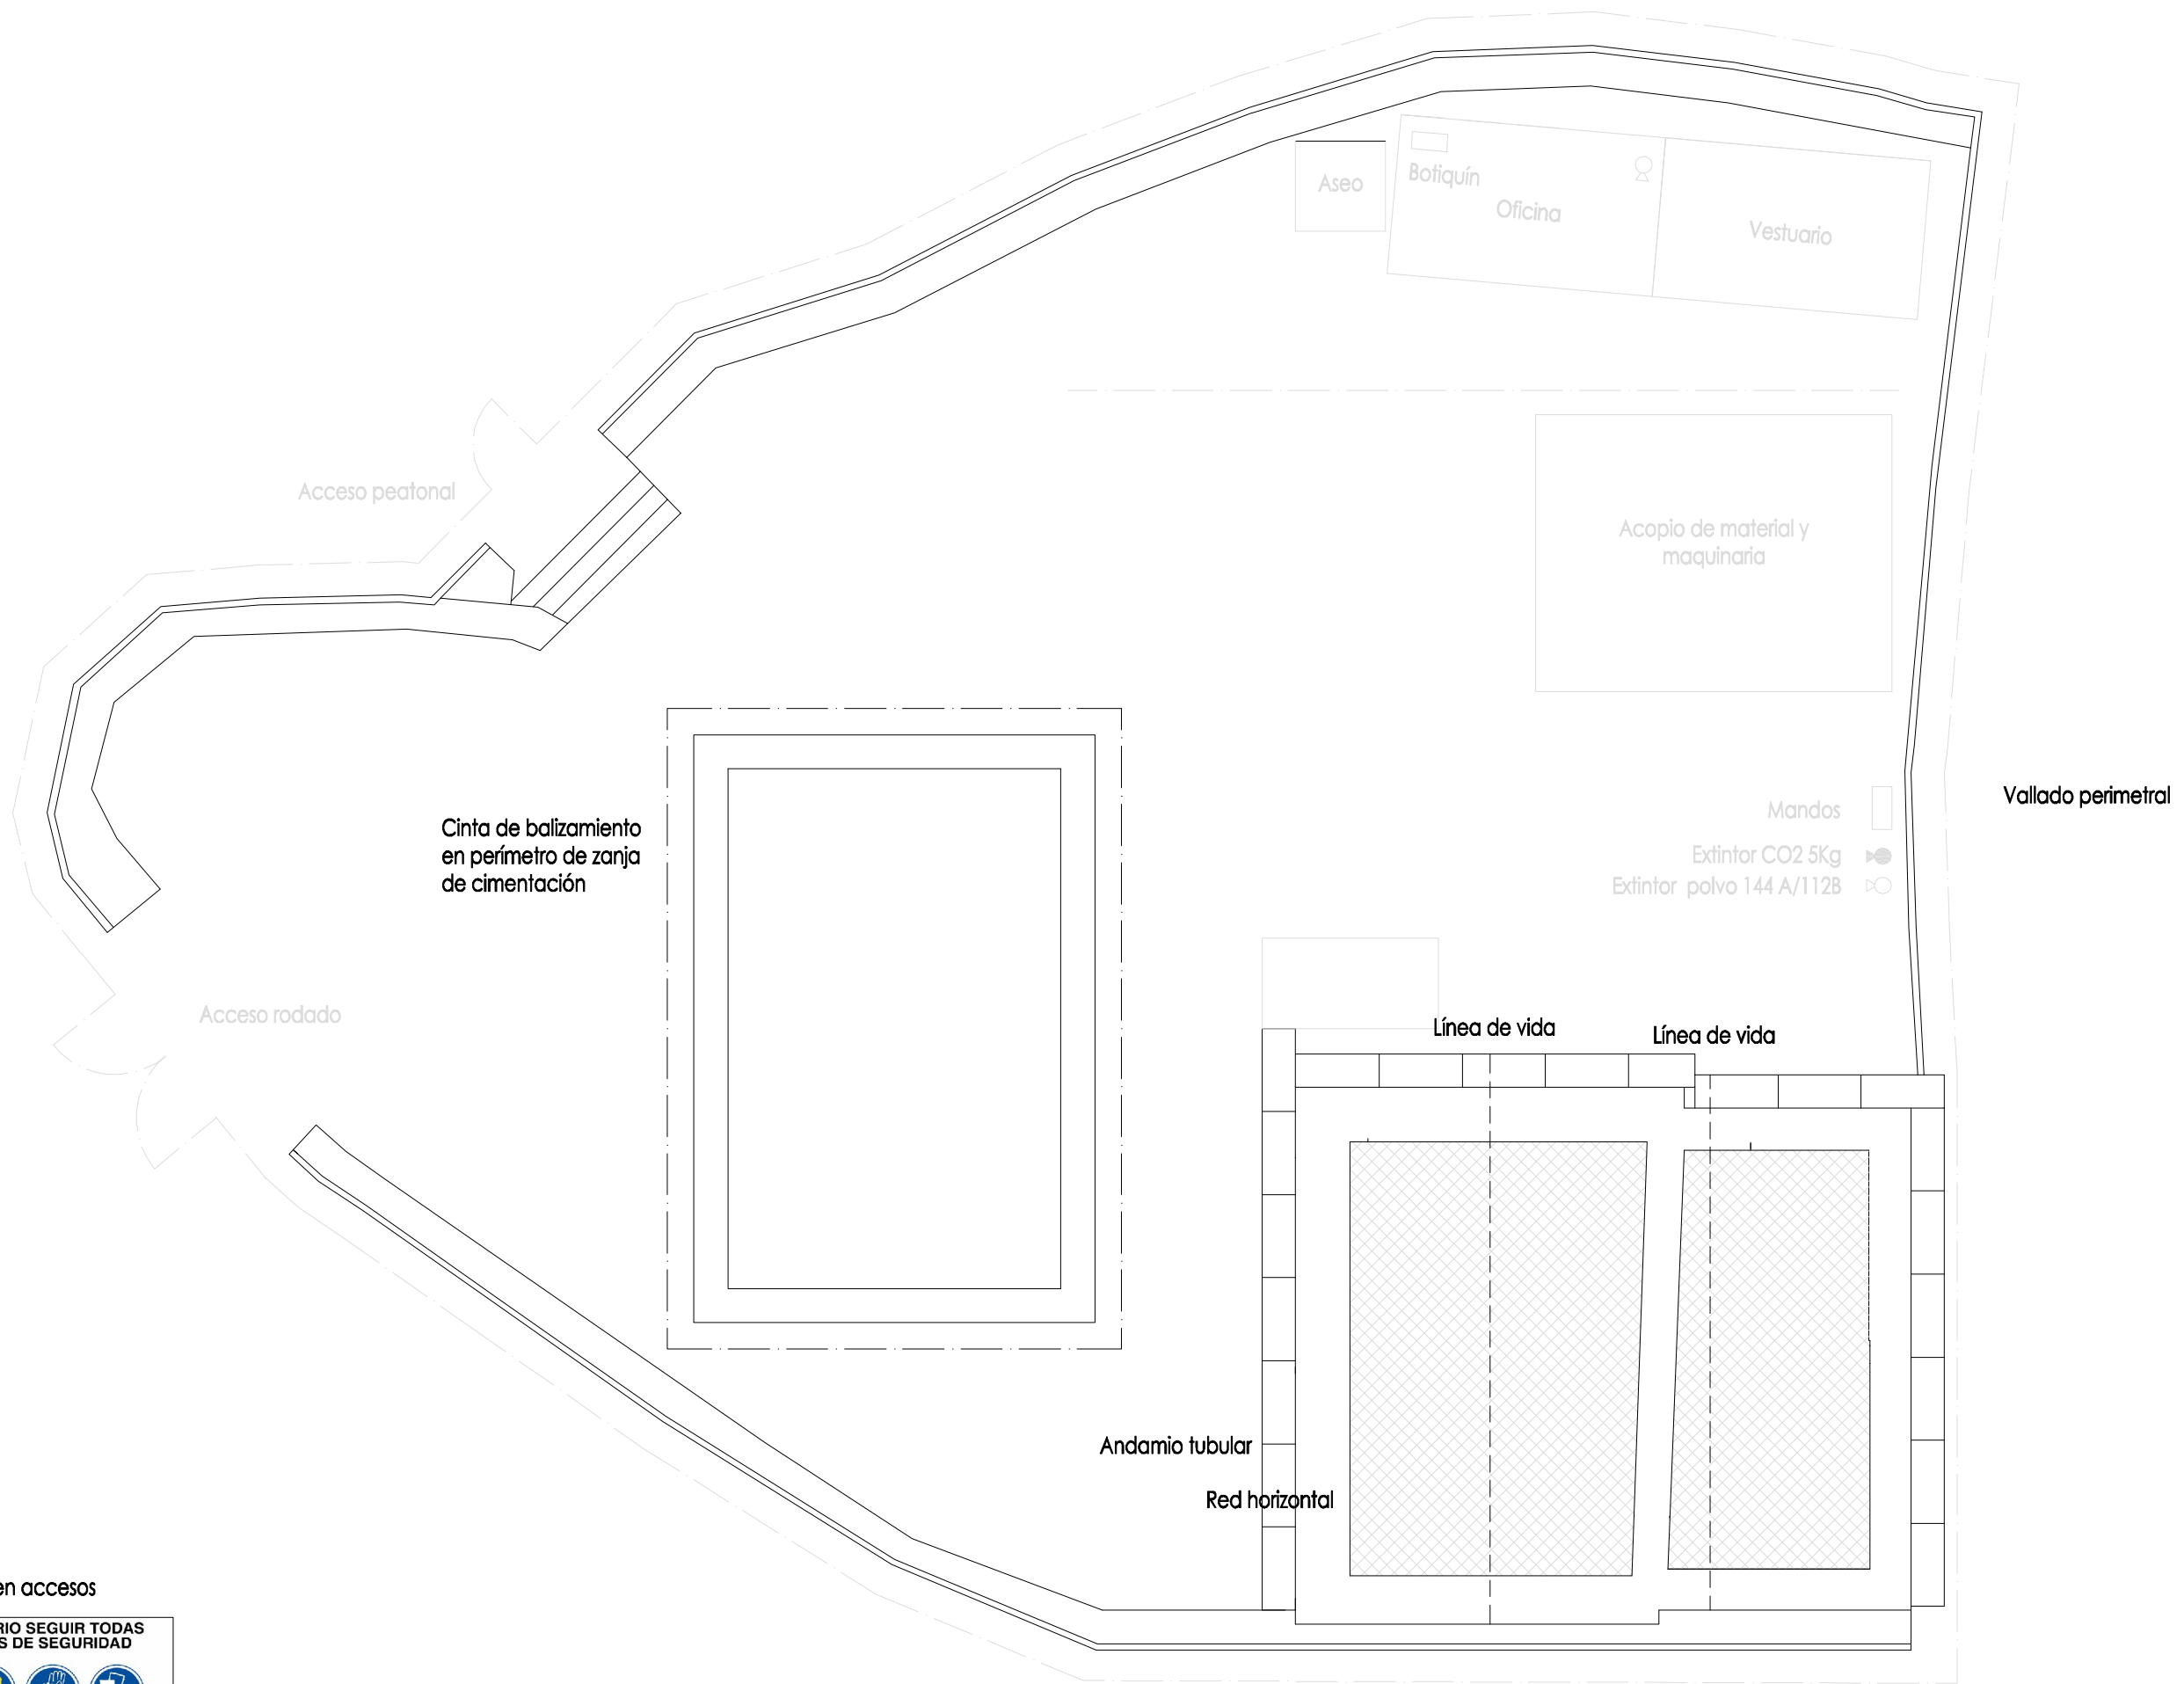 Aseo
Botiquín
Oficina
Vestuario
Acceso peatonal
Acopio de material y
maquinaria
Vallado perimetral
Mandos
Cinta de balizamiento
en perímetro de zanja
de cimentación
Extintor CO2 5Kg
Extintor polvo 144 A/112B
Acceso rodado
Línea de vida
Línea de vida
Andamio tubular
Red horizontal
en accesos
SEGUIR TODAS
DE SEGURIDAD